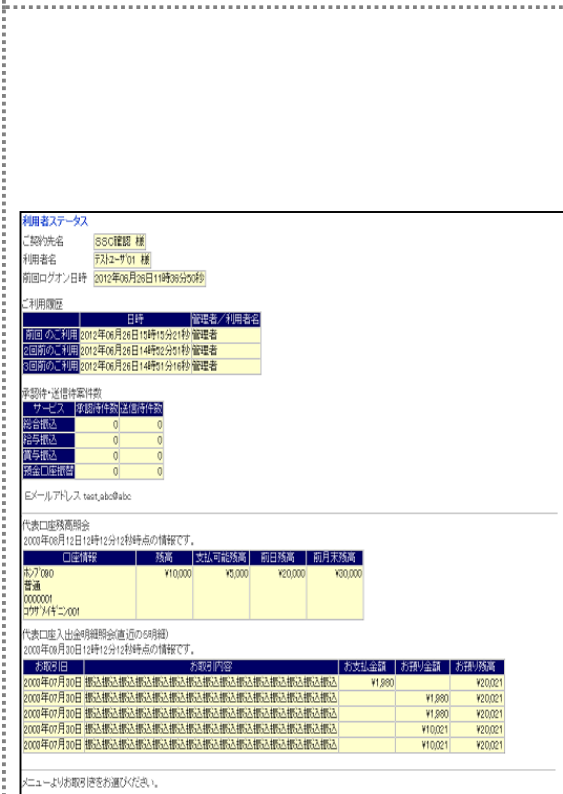 利用者ステータス
ご契約先名 SSC確認 様
利用者名 テストユーザ01 様
前回ログオン日時 2012年06月26日11時36分50秒
ご利用履歴
日時 管理者/利用者名
前回 のご利用 2012年06月26日15時15分21秒 管理者
2回前のご利用 2012年06月26日14時52分51秒 管理者
3回前のご利用 2012年06月26日14時51分16秒 管理者
承認待・送信待案件数
サービス 承認待件数 送信待件数
総合振込 0 0
給与振込 0 0
賞与振込 0 0
預金口座振替 0 0
Eメールアドレス test_abc@abc
代表口座残高照会
2003年08月12日12時12分12秒時点の情報です。
口座情報 残高 支払可能残高 前日残高 前月末残高
ホンブ090 ¥10,000 ¥5,000 ¥20,000 ¥30,000
普通
0000001
コウザメイギニン001
代表口座入出金明細照会(直近の5明細)
2003年08月12日12時12分12秒時点の情報です。
お取引日 お取引内容 お支払金額 お預り金額 お預り残高
2003年07月30日 振込振込振込振込振込振込振込振込振込振込振込振込振込振込振込 ¥1,980 ¥20,021
2003年07月30日 振込振込振込振込振込振込振込振込振込振込振込振込振込振込振込 ¥1,980 ¥20,021
2003年07月30日 振込振込振込振込振込振込振込振込振込振込振込振込振込振込振込 ¥1,980 ¥20,021
2003年07月30日 振込振込振込振込振込振込振込振込振込振込振込振込振込振込振込 ¥10,021 ¥20,021
2003年07月30日 振込振込振込振込振込振込振込振込振込振込振込振込振込振込振込 ¥10,021 ¥20,021
メニューよりお取引きをお選びください。